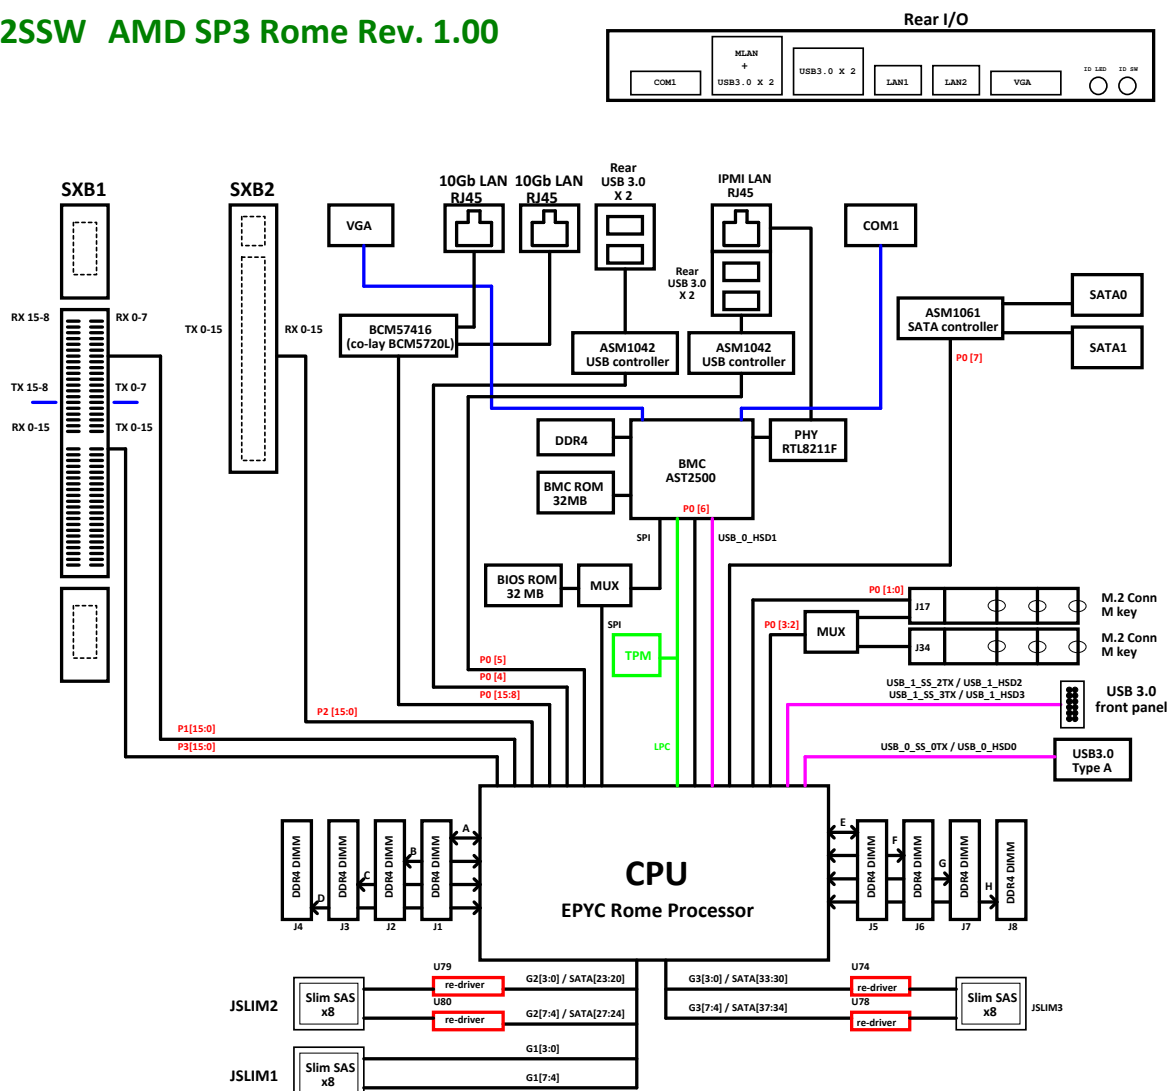 2SSW AMD SP3 Rome Rev. 1.00
Rear I/O
COM1
MLAN
+
USB3.0 X 2
USB3.0 X 2
LAN1
LAN2
VGA
ID LED
ID SW
SXB1
SXB2
VGA
10Gb LAN
RJ45
10Gb LAN
RJ45
Rear
USB 3.0
X 2
IPMI LAN
RJ45
Rear
USB 3.0
X 2
COM1
RX 15-8
RX 0-7
TX 15-8
TX 0-7
RX 0-15
TX 0-15
TX 0-15
RX 0-15
BCM57416
(co-lay BCM5720L)
ASM1042
USB controller
ASM1042
USB controller
ASM1061
SATA controller
SATA0
SATA1
P0 [7]
DDR4
BMC ROM
32MB
BMC
AST2500
P0 [6]
PHY
RTL8211F
SPI
USB_0_HSD1
BIOS ROM
32 MB
MUX
SPI
TPM
LPC
P0 [1:0]
P0 [3:2]
MUX
J17
M.2 Conn
M key
J34
M.2 Conn
M key
P0 [5]
P0 [4]
P0 [15:8]
P2 [15:0]
P1[15:0]
P3[15:0]
USB_1_SS_2TX / USB_1_HSD2
USB_1_SS_3TX / USB_1_HSD3
USB 3.0
front panel
USB_0_SS_0TX / USB_0_HSD0
USB3.0
Type A
CPU
EPYC Rome Processor
DDR4 DIMM
DDR4 DIMM
DDR4 DIMM
DDR4 DIMM
A
B
C
D
J4
J3
J2
J1
E
F
G
H
DDR4 DIMM
DDR4 DIMM
DDR4 DIMM
DDR4 DIMM
J5
J6
J7
J8
JSLIM2
Slim SAS
x8
U79
re-driver
U80
re-driver
G2[3:0] / SATA[23:20]
G2[7:4] / SATA[27:24]
G3[3:0] / SATA[33:30]
G3[7:4] / SATA[37:34]
U74
re-driver
U78
re-driver
Slim SAS
x8
JSLIM3
JSLIM1
Slim SAS
x8
G1[3:0]
G1[7:4]